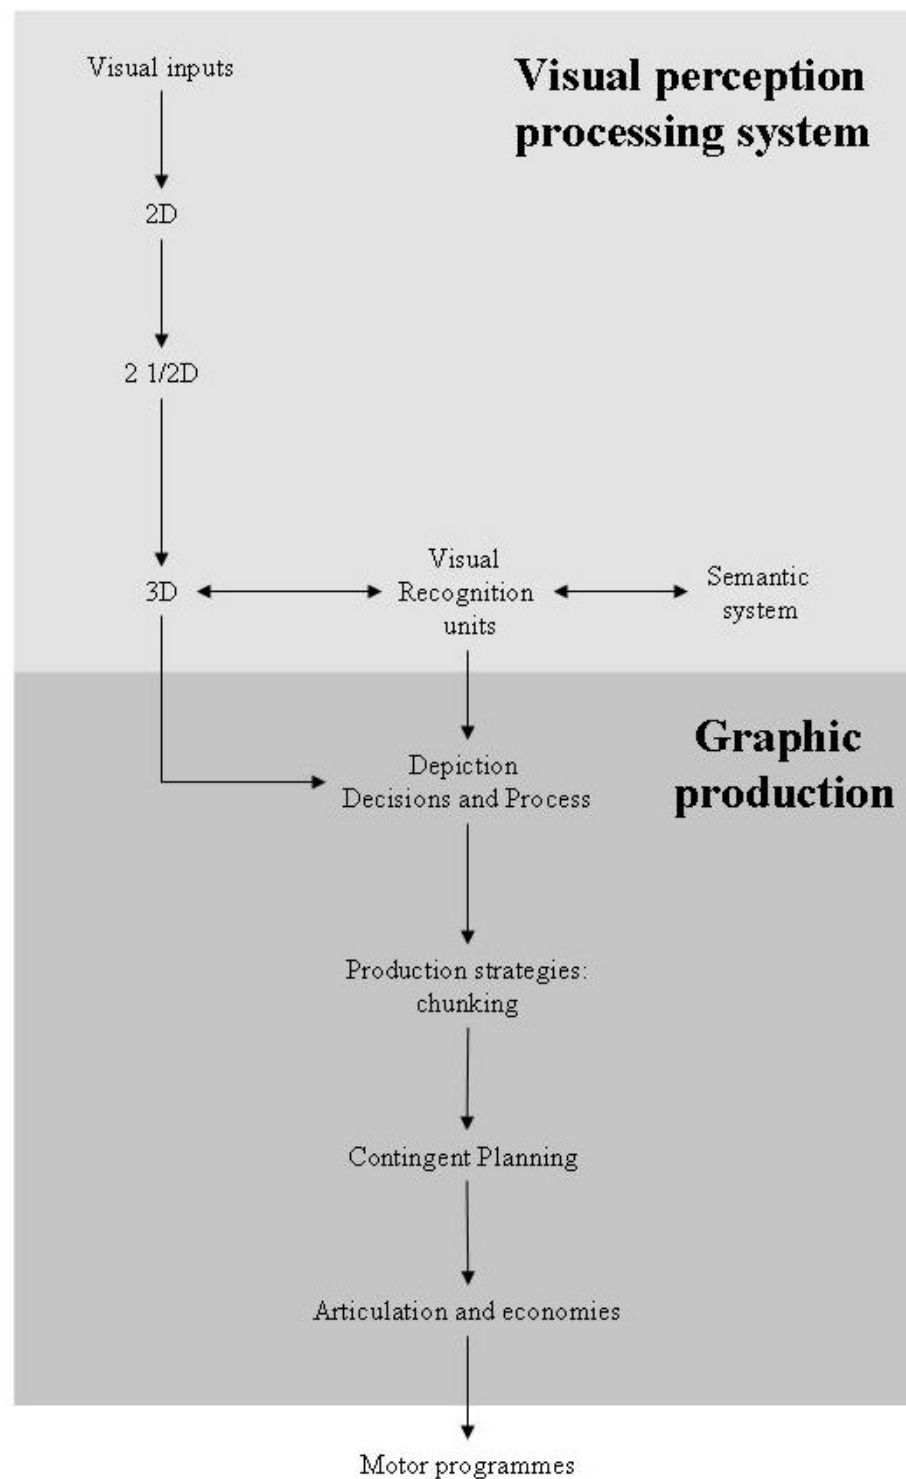 Visual inputs
Visual perception
processing system
2D
2 1/2D
3D
Visual
Recognition
units
Semantic
system
Graphic
production
Depiction
Decisions and Process
Production strategies:
chunking
Contingent Planning
Articulation and economies
Motor programmes